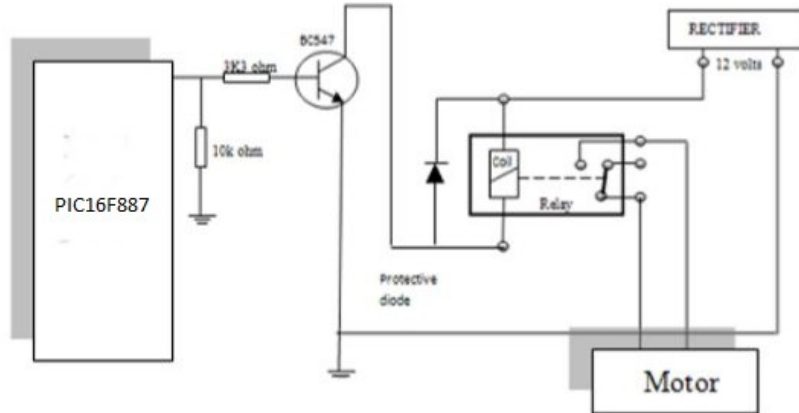 BC547
RECTIFIER
3K3 ohm
12 volts
10k ohm
Coil
PIC16F887
Relay
Protective
diode
Motor